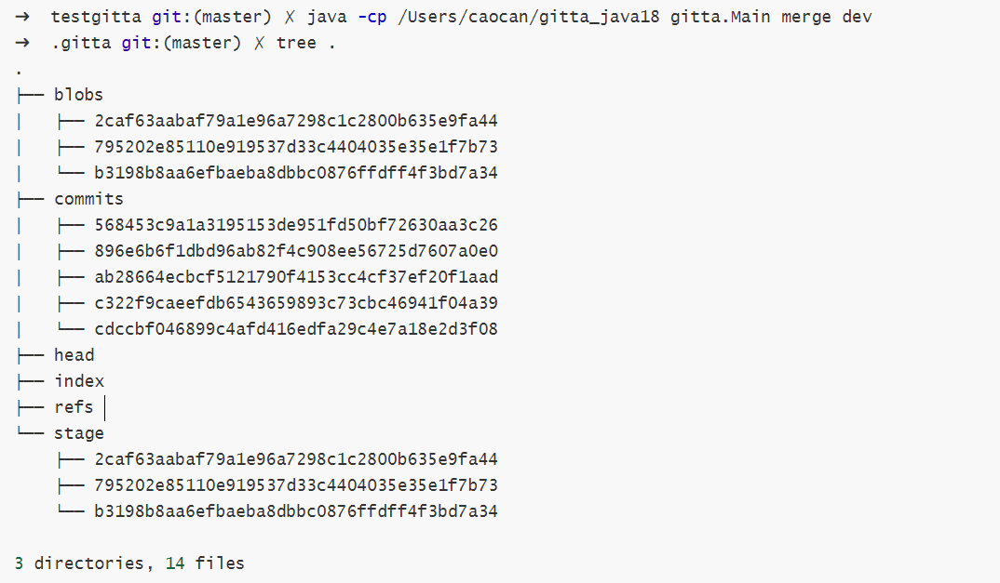 →  testgitta git:(master) ✗ java -cp /Users/caocan/gitta_java18 gitta.Main merge dev
→  .gitta git:(master) ✗ tree .
.
├── blobs
│   ├── 2caf63aabaf79a1e96a7298c1c2800b635e9fa44
│   ├── 795202e85110e919537d33c4404035e35e1f7b73
│   └── b3198b8aa6efbaeba8dbbc0876ffdff4f3bd7a34
├── commits
│   ├── 568453c9a1a3195153de951fd50bf72630aa3c26
│   ├── 896e6b6f1dbd96ab82f4c908ee56725d7607a0e0
│   ├── ab28664ecbcf5121790f4153cc4cf37ef20f1aad
│   ├── c322f9caeefdb6543659893c73cbc46941f04a39
│   └── cdccbf046899c4afd416edfa29c4e7a18e2d3f08
├── head
├── index
├── refs
└── stage
    ├── 2caf63aabaf79a1e96a7298c1c2800b635e9fa44
    ├── 795202e85110e919537d33c4404035e35e1f7b73
    └── b3198b8aa6efbaeba8dbbc0876ffdff4f3bd7a34

3 directories, 14 files